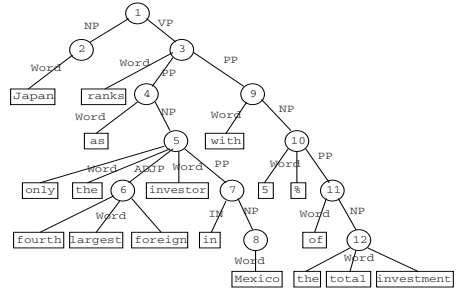 1
NP VP
2 3
Word Word PP PP
Japan ranks 4 9
Word NP Word NP
as 5 with 10
Word ADJP Word PP Word PP
only the 6 investor 7 5 % 11
Word IN NP Word NP
fourth largest foreign in 8 of 12
Word Word
Mexico the total investment